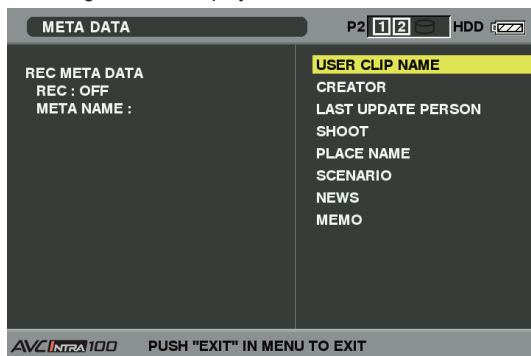 META DATA
P2 1 2 HDD
REC META DATA
REC : OFF
META NAME :
USER CLIP NAME
CREATOR
LAST UPDATE PERSON
SHOOT
PLACE NAME
SCENARIO
NEWS
MEMO
AVC INTRA 100 PUSH "EXIT" IN MENU TO EXIT